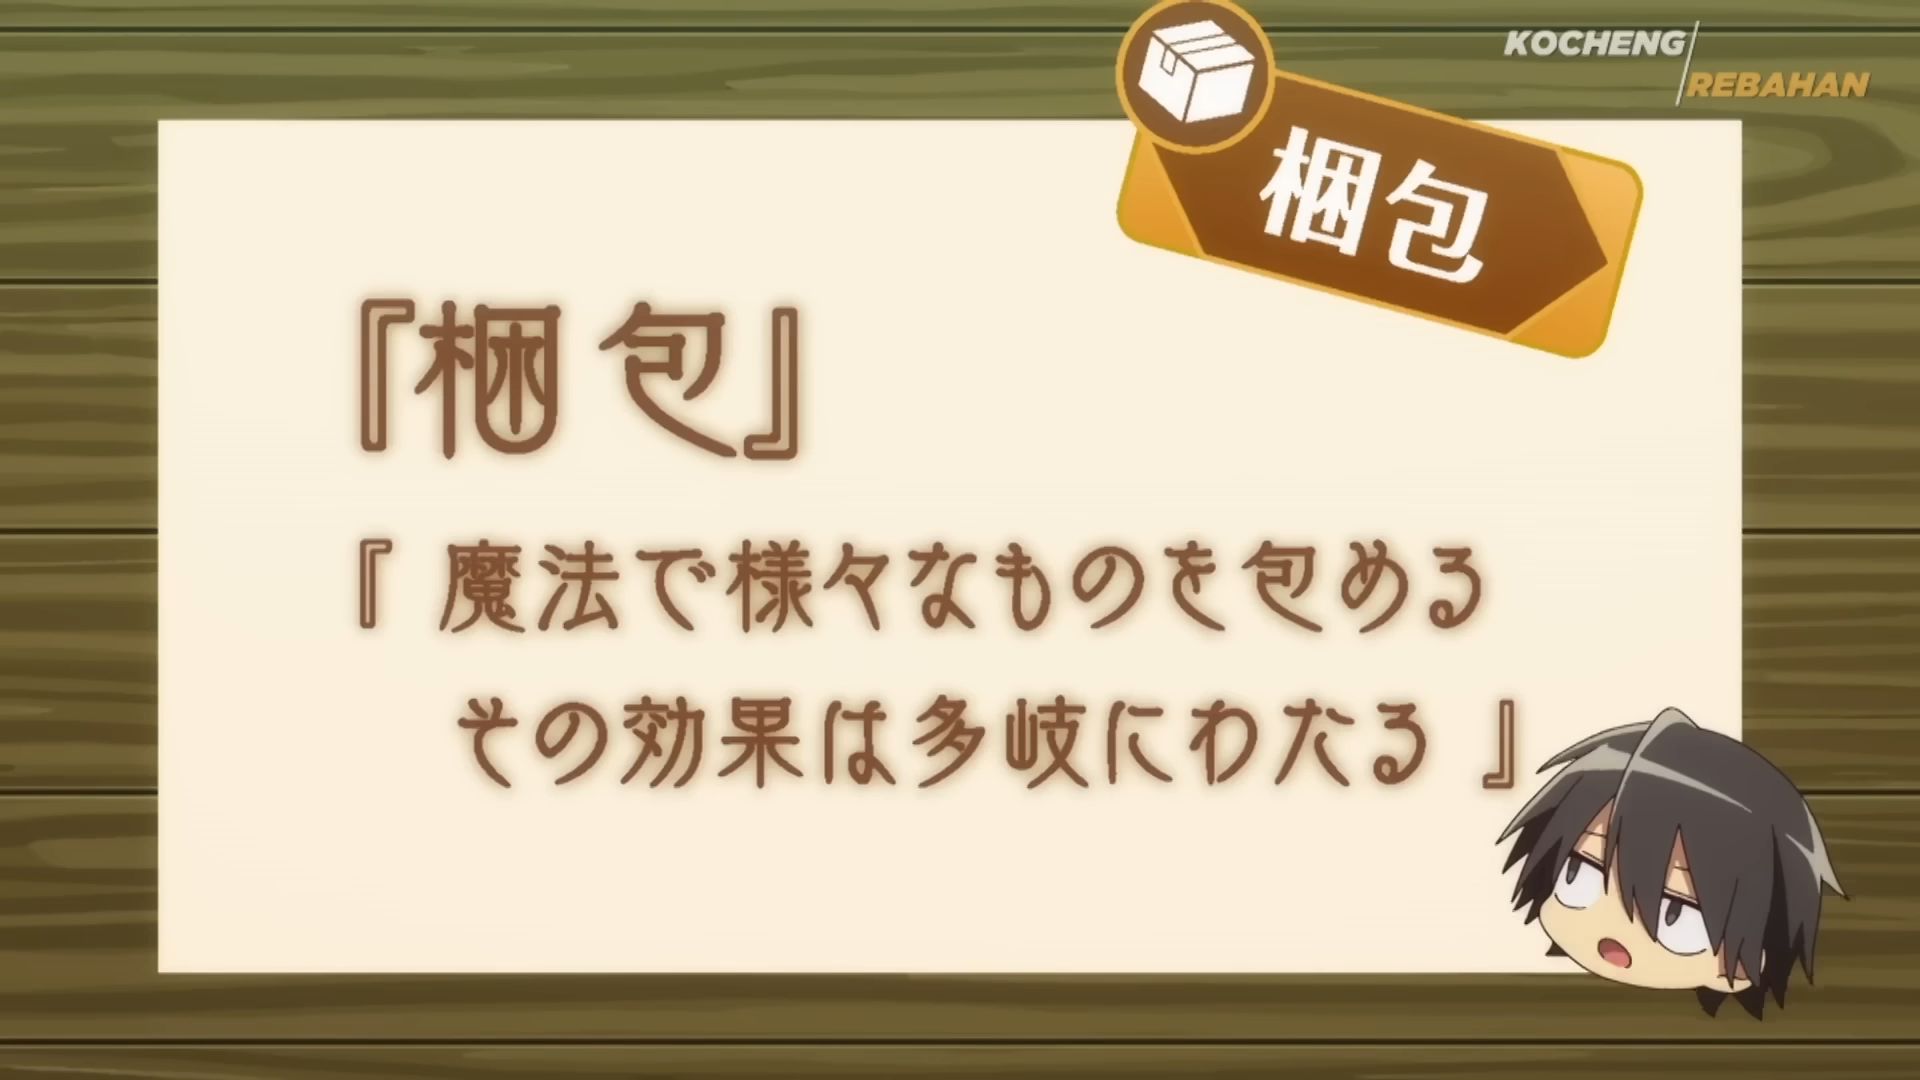 KOCHENG
REBAHAN
梱包
『梱包』
『 魔法で様々なものを包める
その効果は多岐にわたる 』